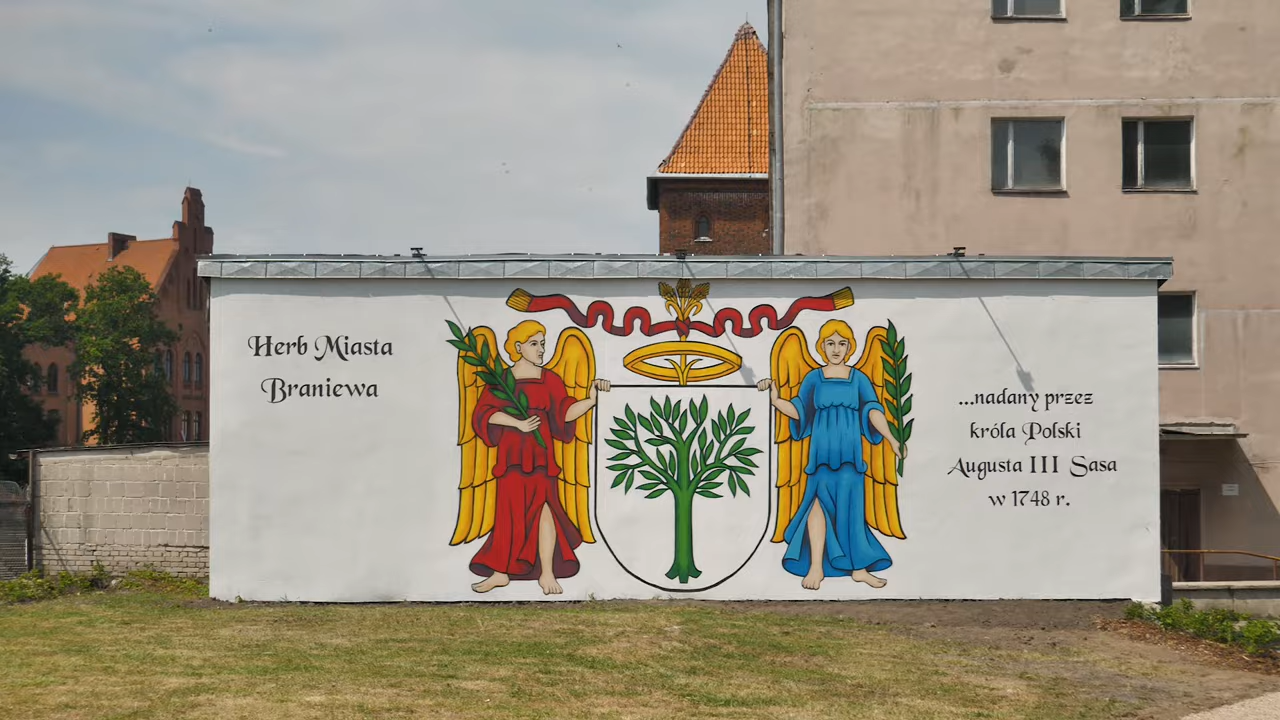 Herb Miasta
Braniewa
...nadany przez
króla Polski
Augusta III Sasa
w 1748 r.